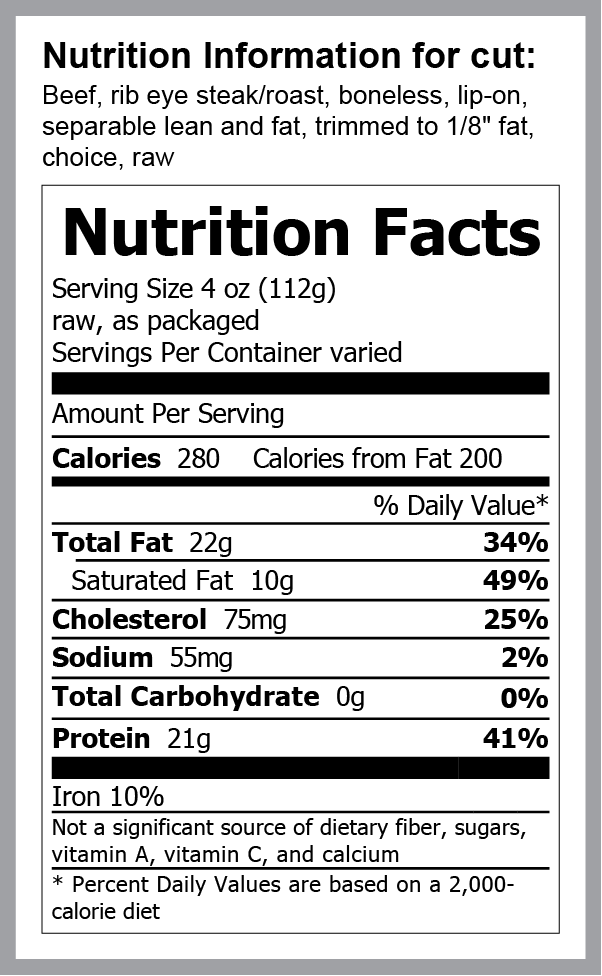 Nutrition Information for cut:
Beef, rib eye steak/roast, boneless, lip-on,
separable lean and fat, trimmed to 1/8" fat,
choice, raw
Nutrition Facts
Serving Size 4 oz (112g)
raw, as packaged
Servings Per Container varied
Amount Per Serving
Calories 280 Calories from Fat 200
% Daily Value*
Total Fat 22g 34%
Saturated Fat 10g 49%
Cholesterol 75mg 25%
Sodium 55mg 2%
Total Carbohydrate 0g 0%
Protein 21g 41%
Iron 10%
Not a significant source of dietary fiber, sugars,
vitamin A, vitamin C, and calcium
* Percent Daily Values are based on a 2,000-
calorie diet